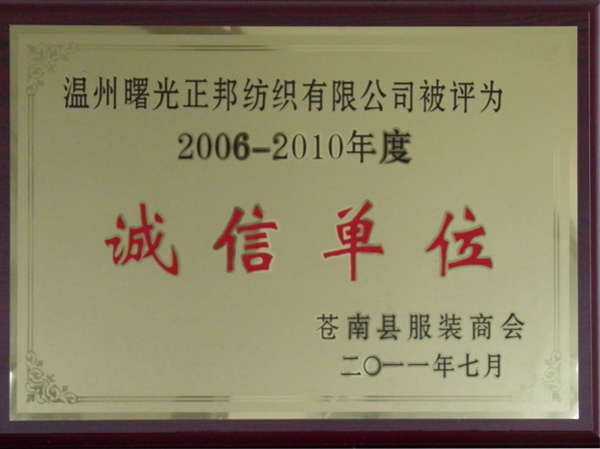 温州曙光正邦纺织有限公司被评为
2006-2010年度
诚信单位
苍南县服装商会
二〇一一年七月